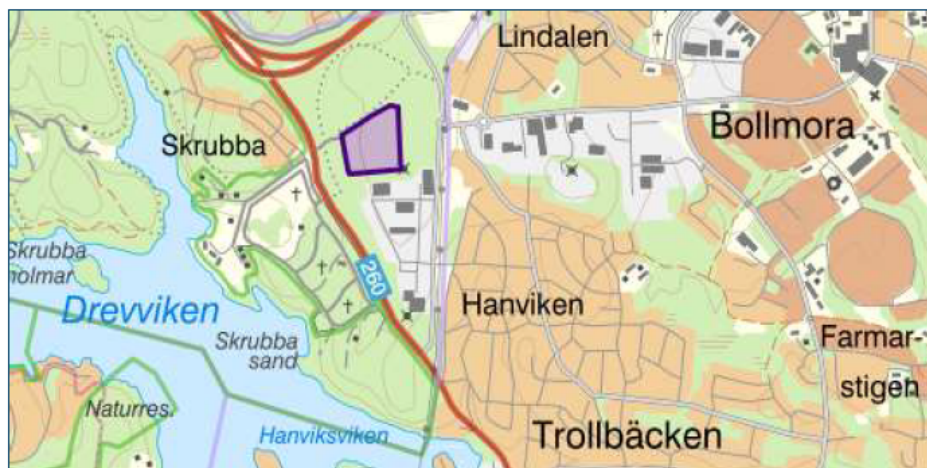 Lindalen
Bollmora
Skrubba
Skrubba
holmar
260
Drevviken
Hanviken
Skrubba
sand
Farmar-
stigen
Naturres.
Hanviksviken
Trollbäcken